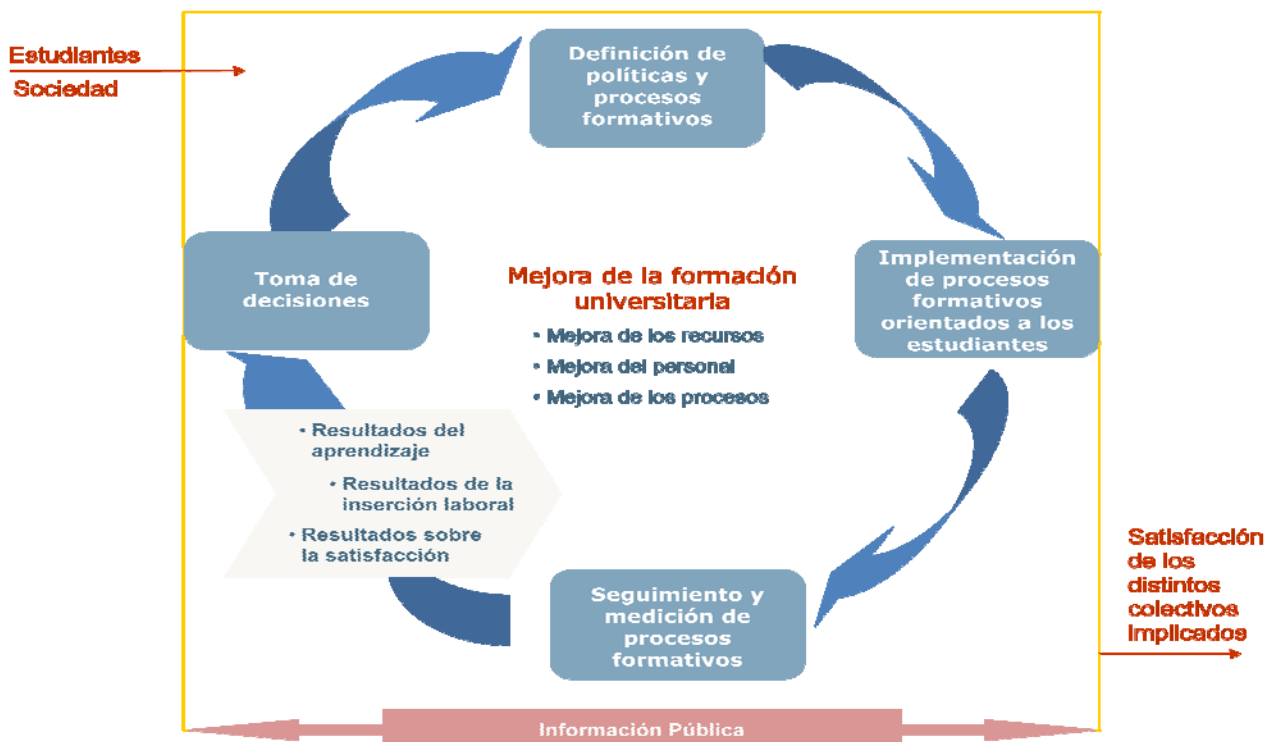 Estudiantes
Sociedad
Definición de
políticas y
procesos
formativos
Toma de
decisiones
Mejora de la formación
universitaria
• Mejora de los recursos
• Mejora del personal
• Mejora de los procesos
Implementación
de procesos
formativos
orientados a los
estudiantes
• Resultados del
aprendizaje
• Resultados de la
inserción laboral
• Resultados sobre
la satisfacción
Seguimiento y
medición de
procesos
formativos
Satisfacción
de los
distintos
colectivos
implicados
Información Pública